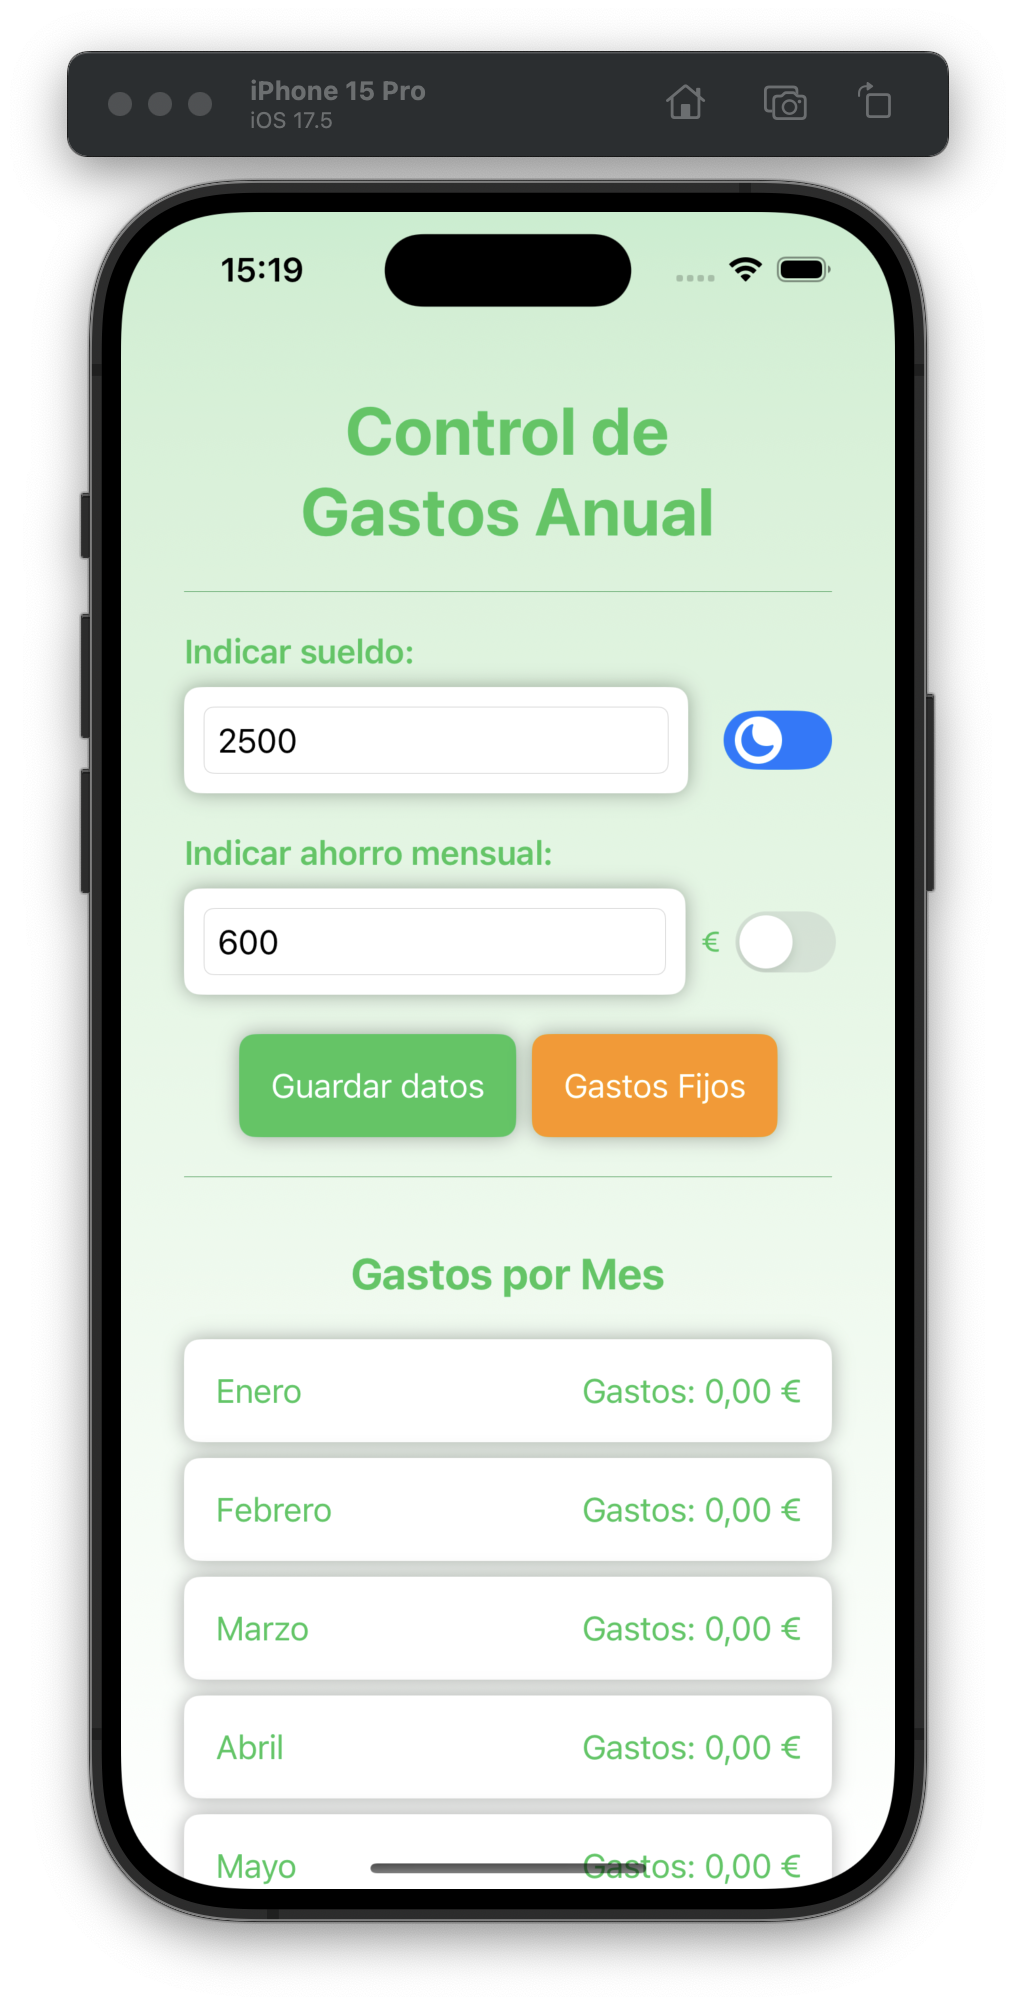 iPhone 15 Pro
iOS 17.5
15:19
Control de
Gastos Anual
Indicar sueldo:
2500
Indicar ahorro mensual:
600
€
Guardar datos
Gastos Fijos
Gastos por Mes
Enero Gastos: 0,00 €
Febrero Gastos: 0,00 €
Marzo Gastos: 0,00 €
Abril Gastos: 0,00 €
Mayo Gastos: 0,00 €